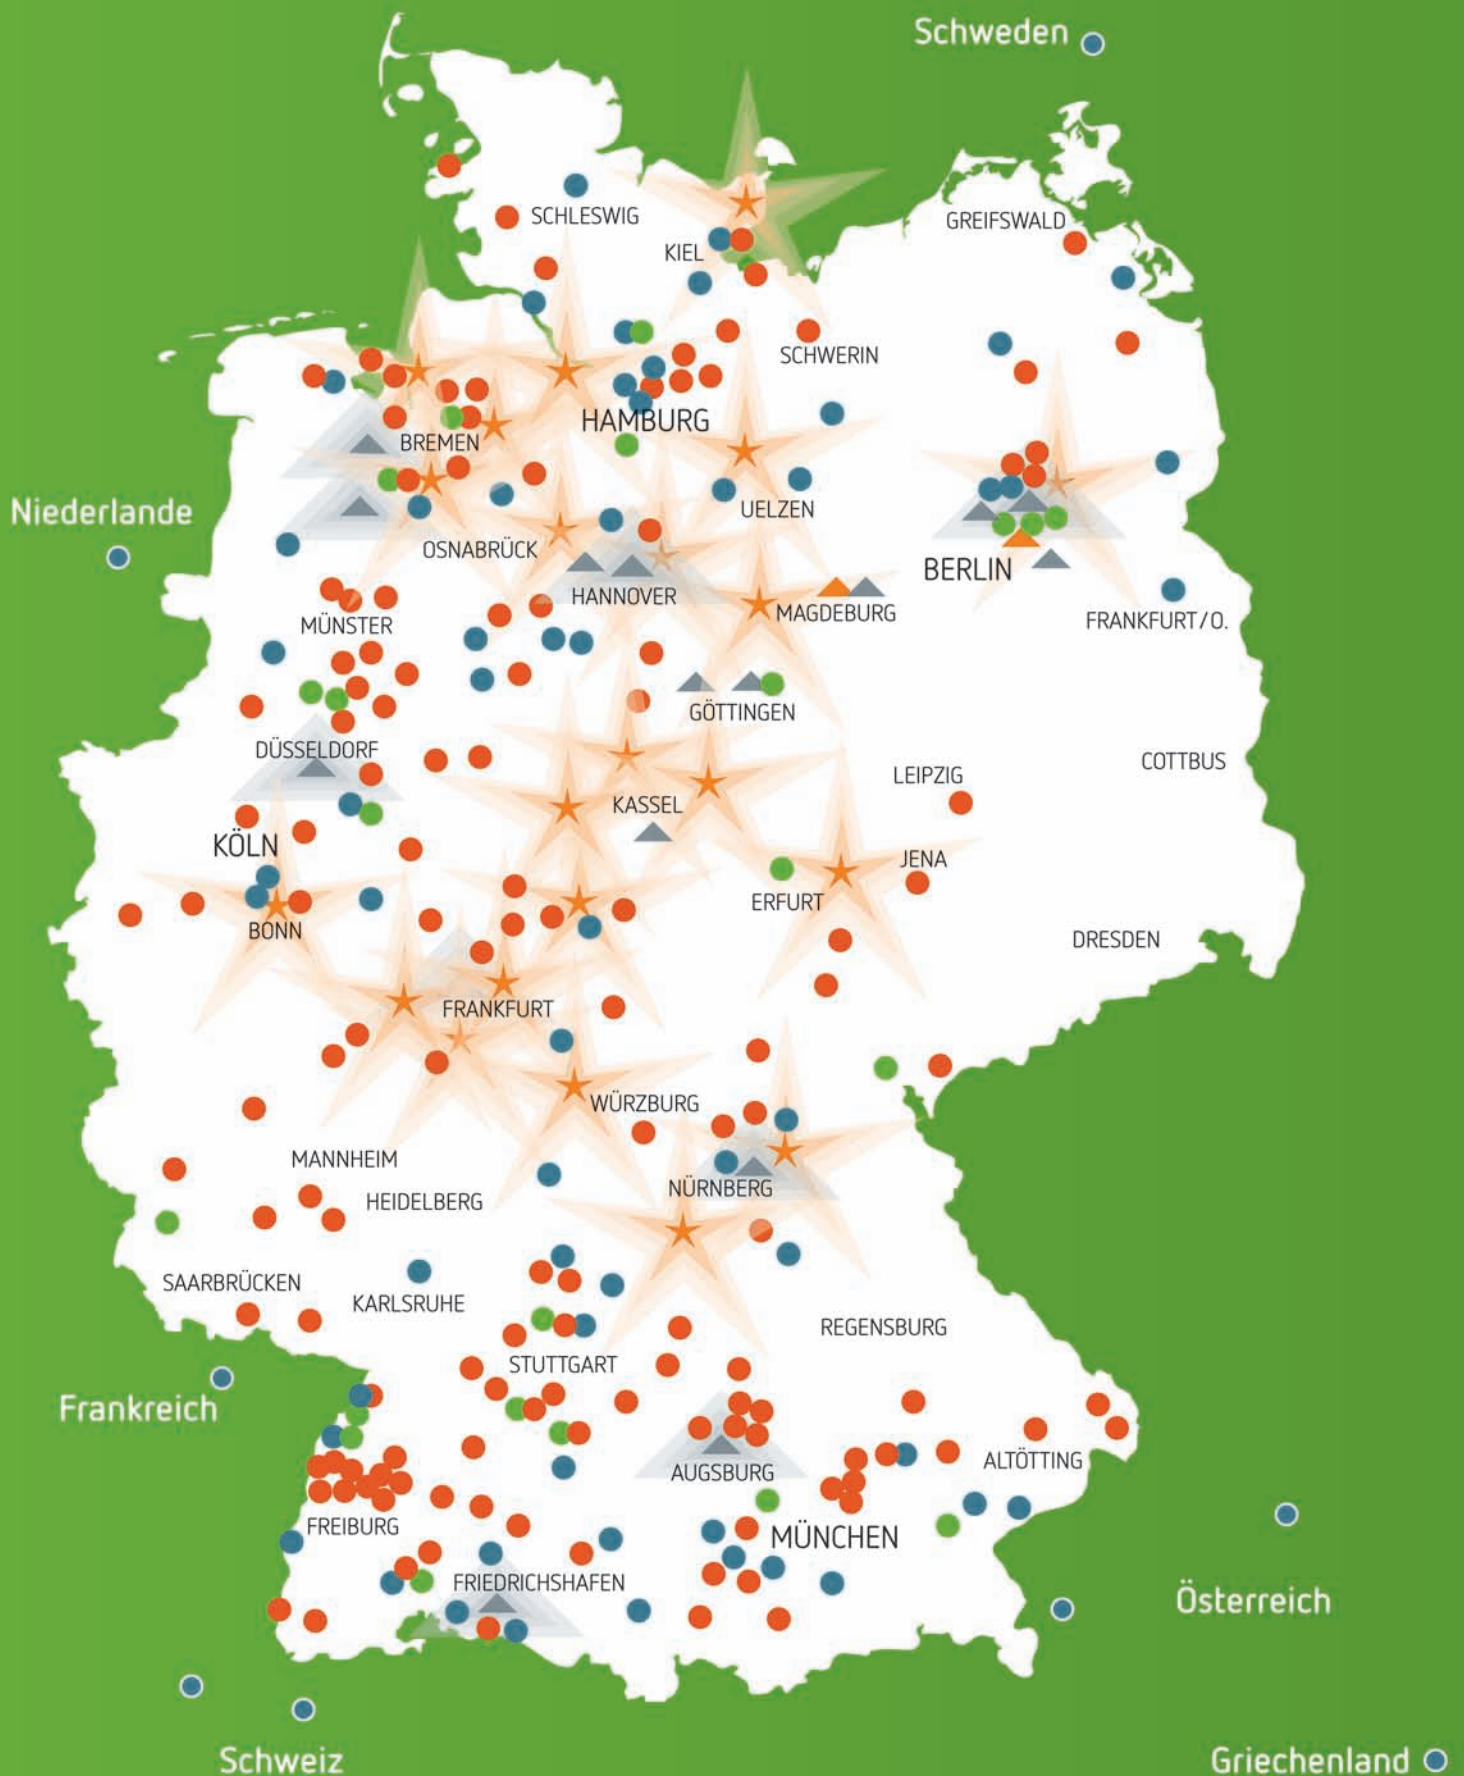 Schweden
SCHLESWIG
GREIFSWALD
KIEL
SCHWERIN
HAMBURG
BREMEN
Niederlande
UELZEN
OSNABRÜCK
BERLIN
HANNOVER
MAGDEBURG
FRANKFURT/O.
MÜNSTER
GÖTTINGEN
DÜSSELDORF
COTTBUS
LEIPZIG
KASSEL
KÖLN
JENA
ERFURT
BONN
DRESDEN
FRANKFURT
WÜRZBURG
MANNHEIM
NÜRNBERG
HEIDELBERG
SAARBRÜCKEN
KARLSRUHE
REGENSBURG
STUTTGART
Frankreich
ALTÖTTING
AUGSBURG
FREIBURG
MÜNCHEN
FRIEDRICHSHAFEN
Österreich
Schweiz
Griechenland